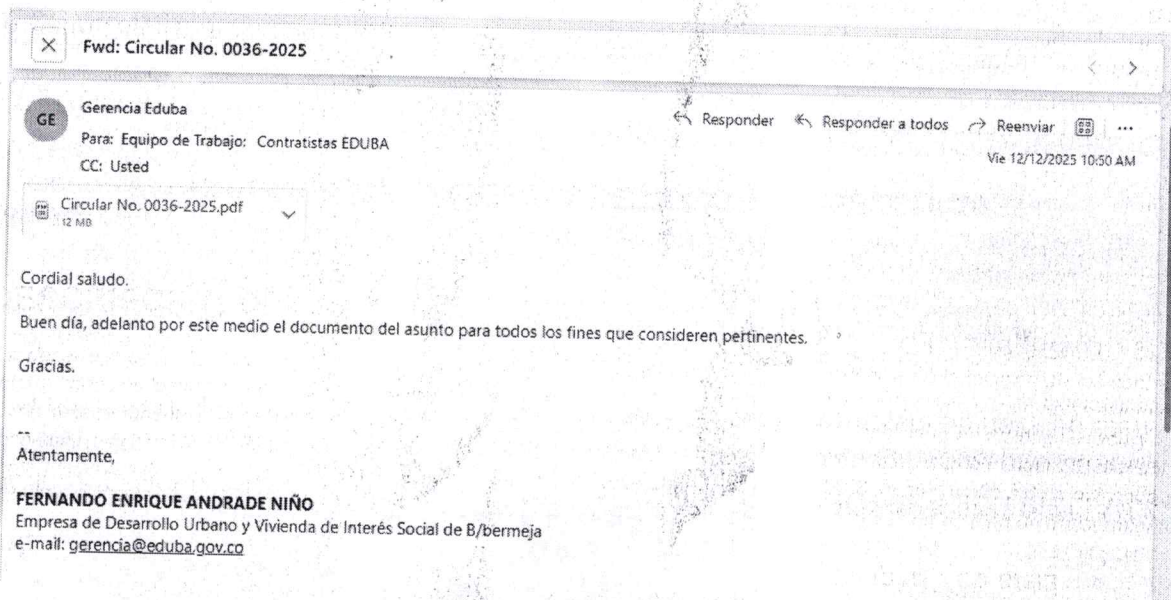 Fwd: Circular No. 0036-2025
GE
Gerencia Eduba
Para: Equipo de Trabajo: Contratistas EDUBA
CC: Usted
Responder
Responder a todos
Reenviar
Vie 12/12/2025 10:50 AM
Circular No. 0036-2025.pdf
12 MB
Cordial saludo.
Buen día, adelanto por este medio el documento del asunto para todos los fines que consideren pertinentes.
Gracias.
--
Atentamente,
FERNANDO ENRIQUE ANDRADE NIÑO
Empresa de Desarrollo Urbano y Vivienda de Interés Social de B/bermeja
e-mail: gerencia@eduba.gov.co